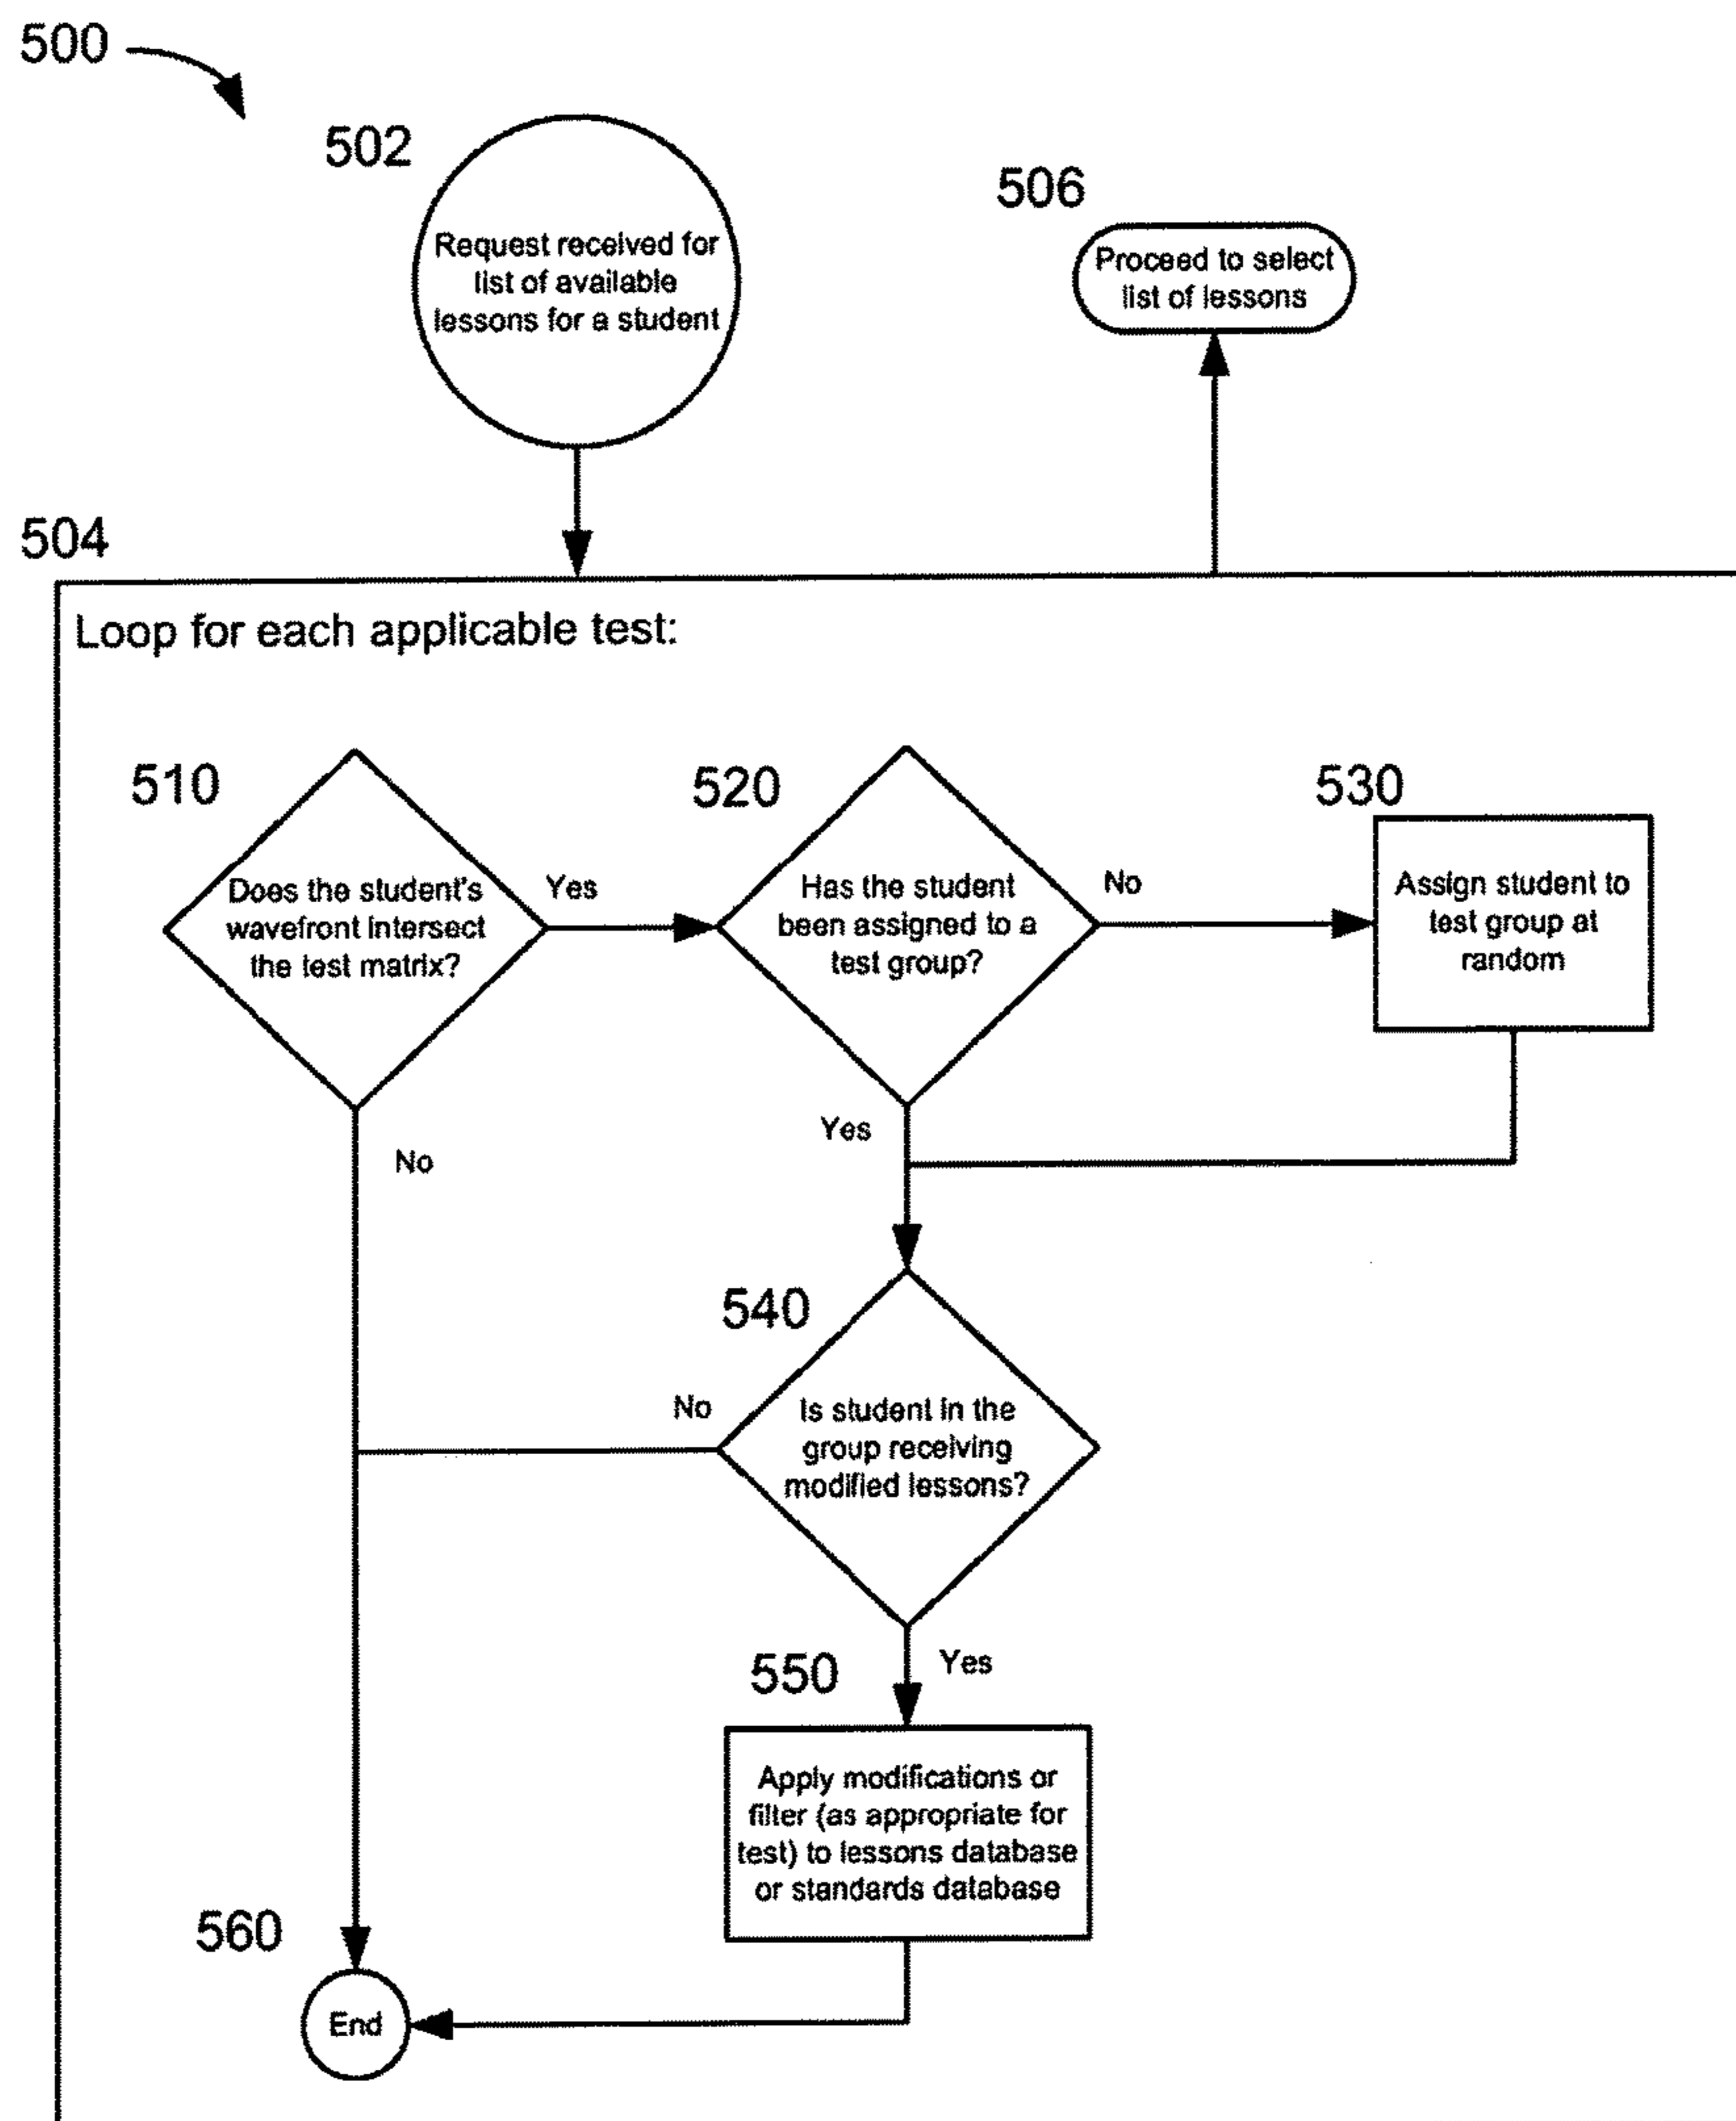 500
502
Request received for
list of available
lessons for a student
506
Proceed to select
list of lessons
504
Loop for each applicable test:
510
Does the student's
wavefront intersect
the test matrix?
Yes
No
520
Has the student
been assigned to a
test group?
No
Yes
530
Assign student to
test group at
random
540
Is student in the
group receiving
modified lessons?
No
Yes
550
Apply modifications or
filter (as appropriate for
test) to lessons database
or standards database
560
End